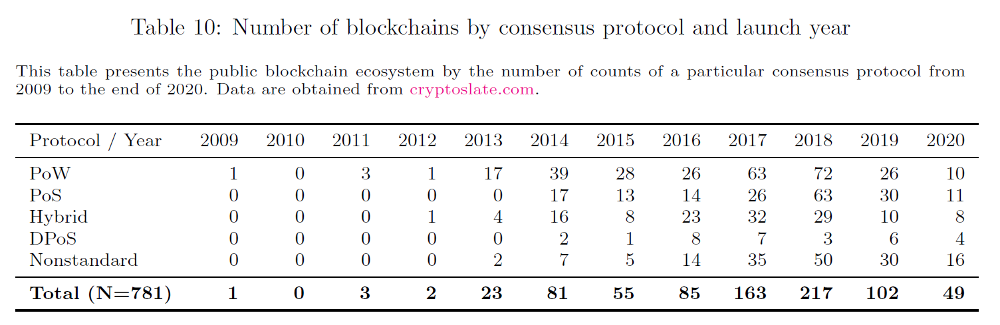 Table 10: Number of blockchains by consensus protocol and launch year
This table presents the public blockchain ecosystem by the number of counts of a particular consensus protocol from
2009 to the end of 2020. Data are obtained from cryptoslate.com.
Protocol / Year 2009 2010 2011 2012 2013 2014 2015 2016 2017 2018 2019 2020
PoW 1 0 3 1 17 39 28 26 63 72 26 10
PoS 0 0 0 0 0 17 13 14 26 63 30 11
Hybrid 0 0 0 1 4 16 8 23 32 29 10 8
DPoS 0 0 0 0 0 2 1 8 7 3 6 4
Nonstandard 0 0 0 0 2 7 5 14 35 50 30 16
Total (N=781) 1 0 3 2 23 81 55 85 163 217 102 49